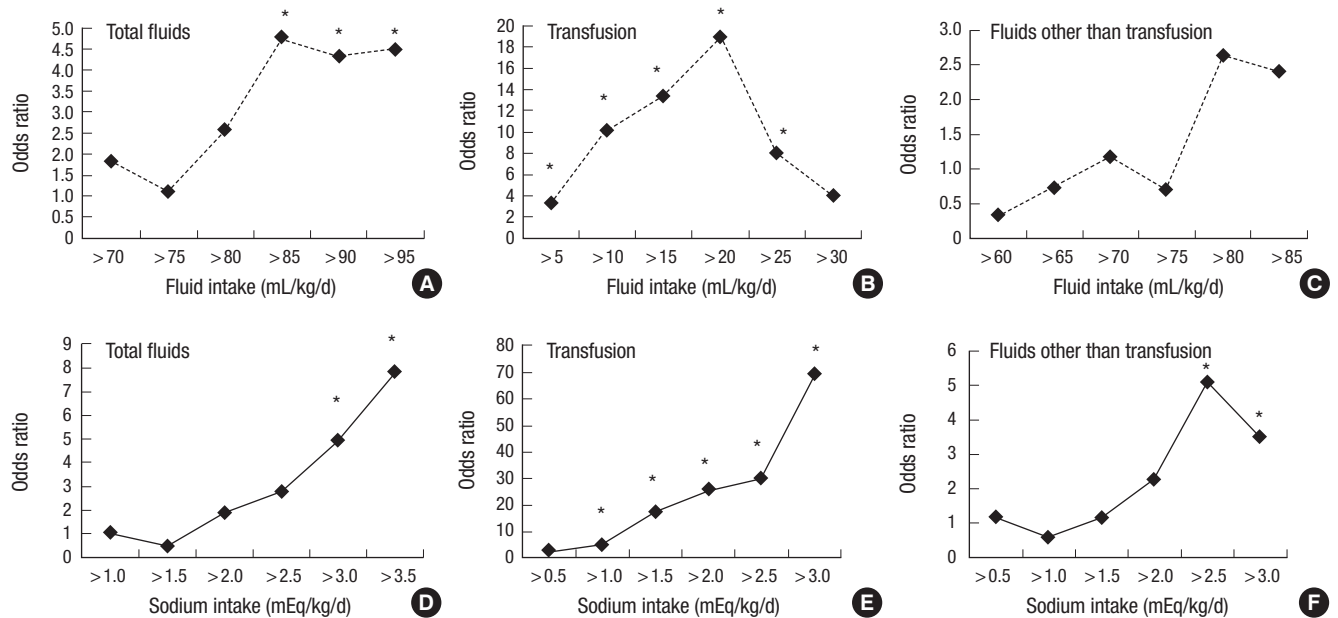 Total fluids
Odds ratio
5.0
4.5
4.0
3.5
3.0
2.5
2.0
1.5
1.0
0.5
0
* * *
>70 >75 >80 >85 >90 >95
Fluid intake (mL/kg/d)
A
Transfusion
Odds ratio
20
18
16
14
12
10
8
6
4
2
0
* * * * *
>5 >10 >15 >20 >25 >30
Fluid intake (mL/kg/d)
B
Fluids other than transfusion
Odds ratio
3.0
2.5
2.0
1.5
1.0
0.5
0
>60 >65 >70 >75 >80 >85
Fluid intake (mL/kg/d)
C
Total fluids
Odds ratio
9
8
7
6
5
4
3
2
1
0
* *
>1.0 >1.5 >2.0 >2.5 >3.0 >3.5
Sodium intake (mEq/kg/d)
D
Transfusion
Odds ratio
80
70
60
50
40
30
20
10
0
* * * * *
>0.5 >1.0 >1.5 >2.0 >2.5 >3.0
Sodium intake (mEq/kg/d)
E
Fluids other than transfusion
Odds ratio
6
5
4
3
2
1
0
* *
>0.5 >1.0 >1.5 >2.0 >2.5 >3.0
Sodium intake (mEq/kg/d)
F